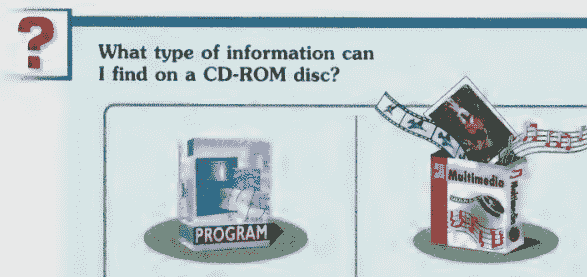 ?
What type of information can
I find on a CD-ROM disc?
PROGRAM
Multimedia